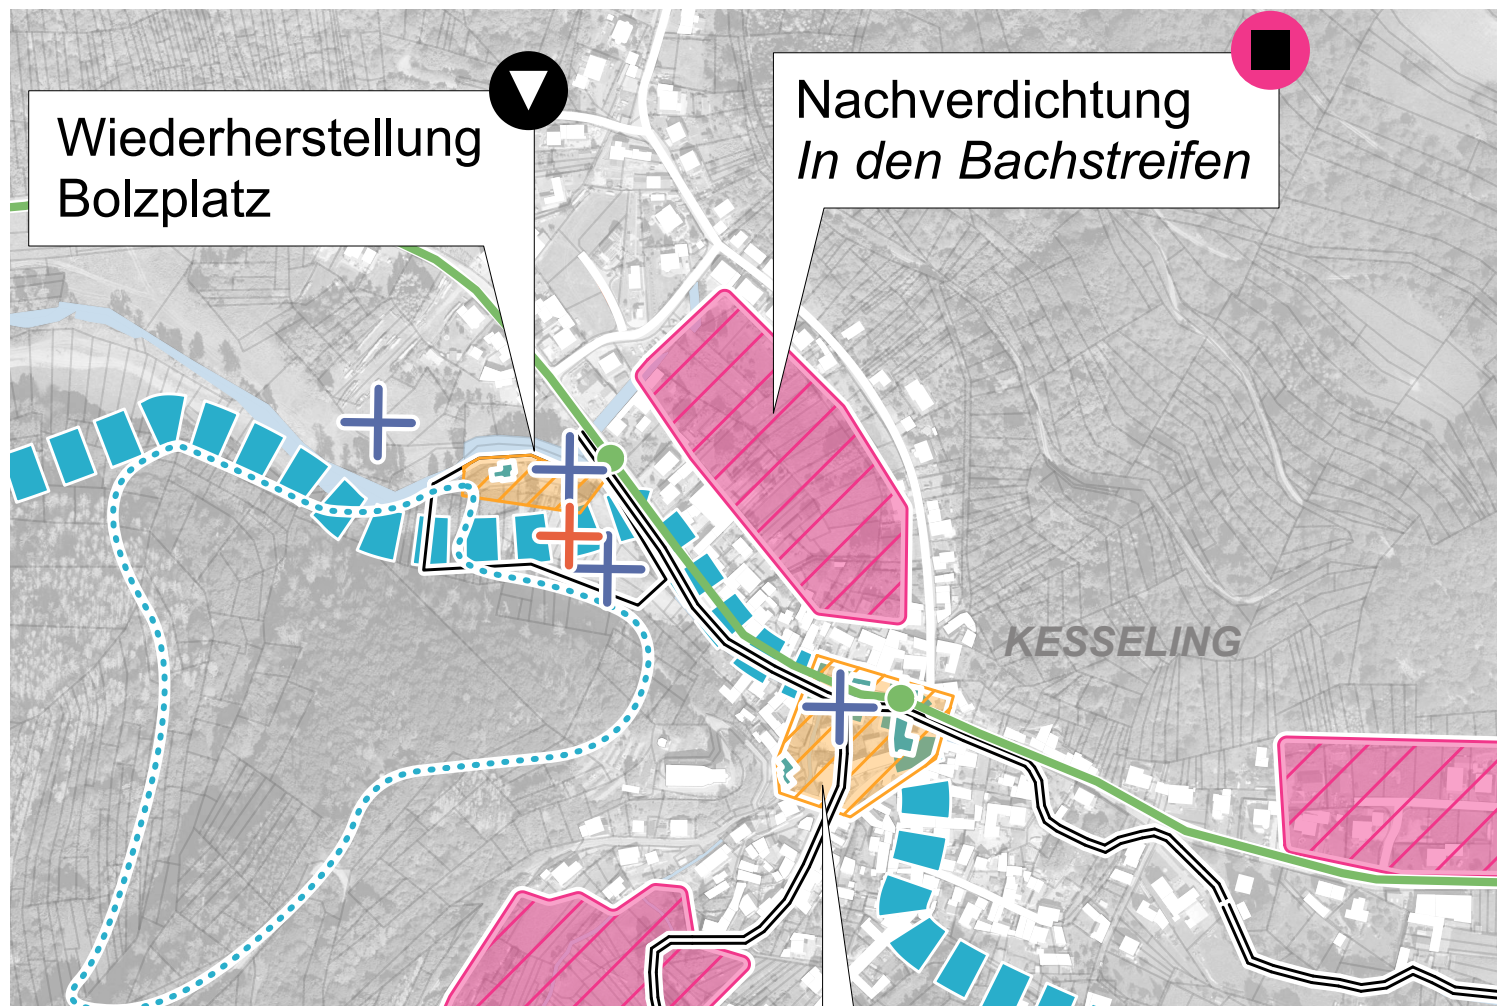 Wiederherstellung
Bolzplatz
Nachverdichtung
In den Bachstreifen
KESSELING